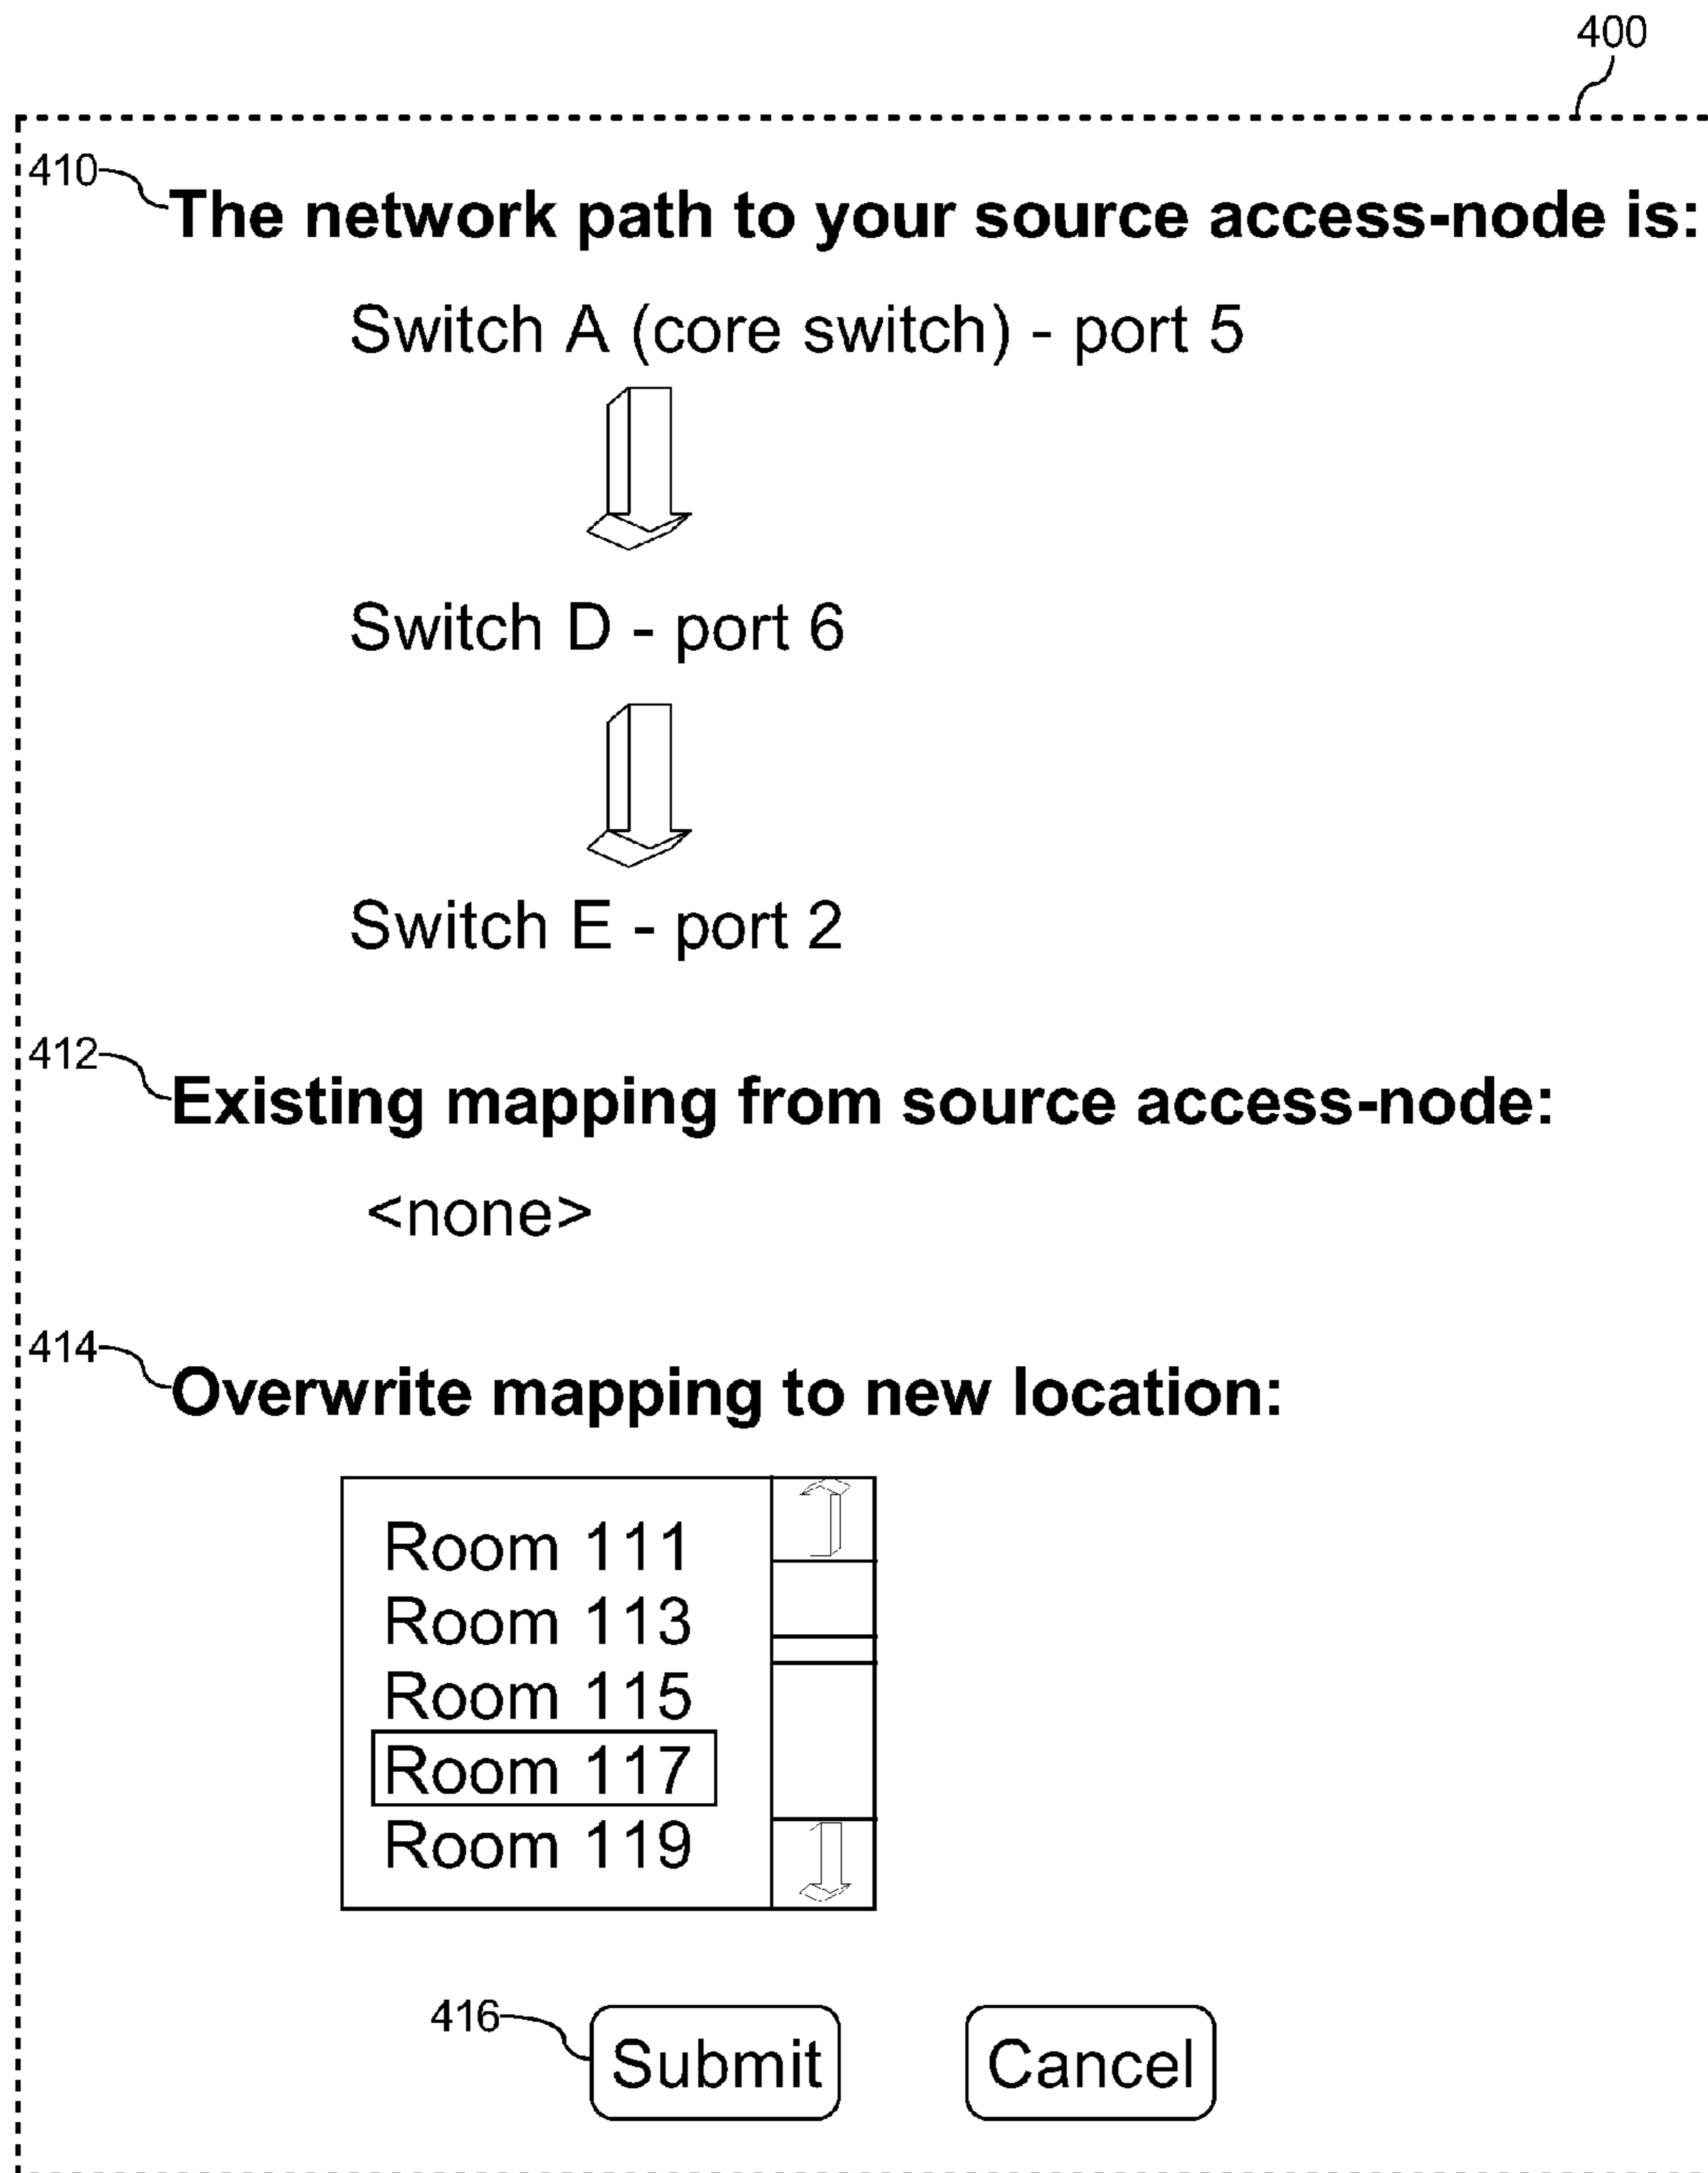 400
410
The network path to your source access-node is:
Switch A (core switch) - port 5
Switch D - port 6
Switch E - port 2
412
Existing mapping from source access-node:
<none>
414
Overwrite mapping to new location:
Room 111
Room 113
Room 115
Room 117
Room 119
416
Submit
Cancel